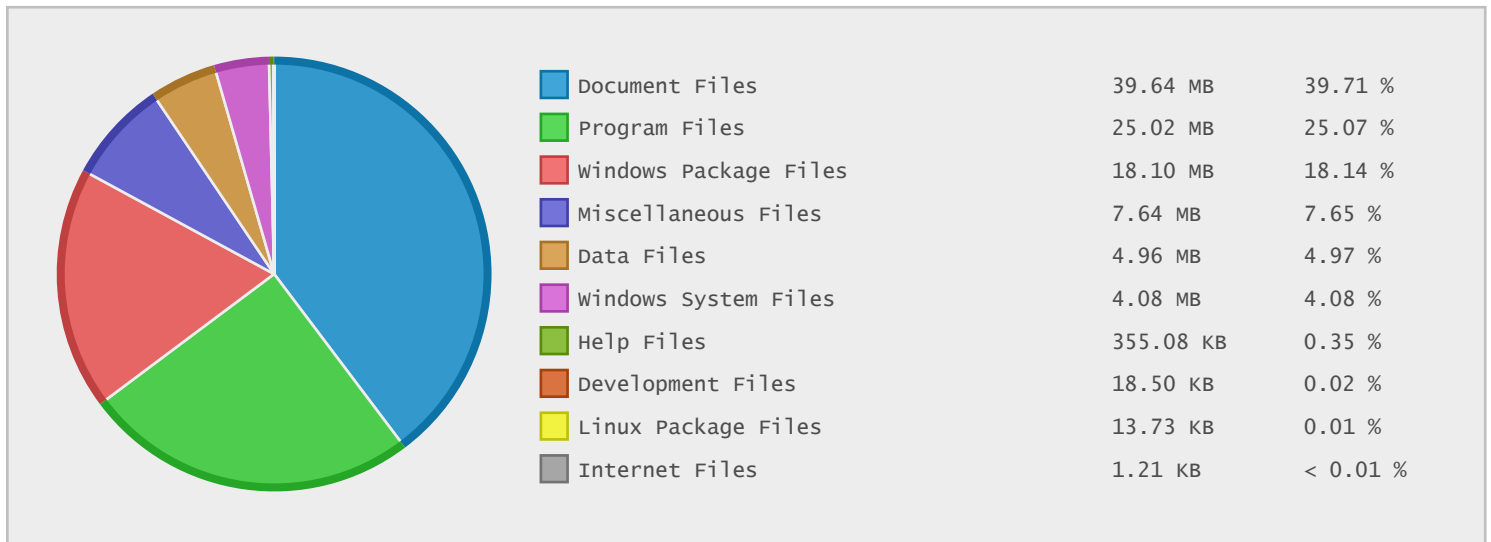 Document Files 39.64 MB 39.71 %
Program Files 25.02 MB 25.07 %
Windows Package Files 18.10 MB 18.14 %
Miscellaneous Files 7.64 MB 7.65 %
Data Files 4.96 MB 4.97 %
Windows System Files 4.08 MB 4.08 %
Help Files 355.08 KB 0.35 %
Development Files 18.50 KB 0.02 %
Linux Package Files 13.73 KB 0.01 %
Internet Files 1.21 KB < 0.01 %